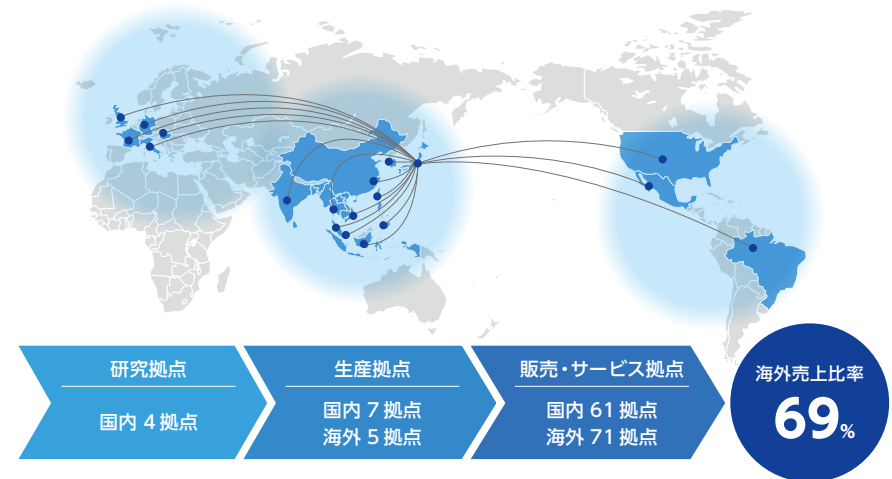 研究拠点
国内 4 拠点
生産拠点
国内 7 拠点
海外 5 拠点
販売・サービス拠点
国内 61 拠点
海外 71 拠点
海外売上比率
69%